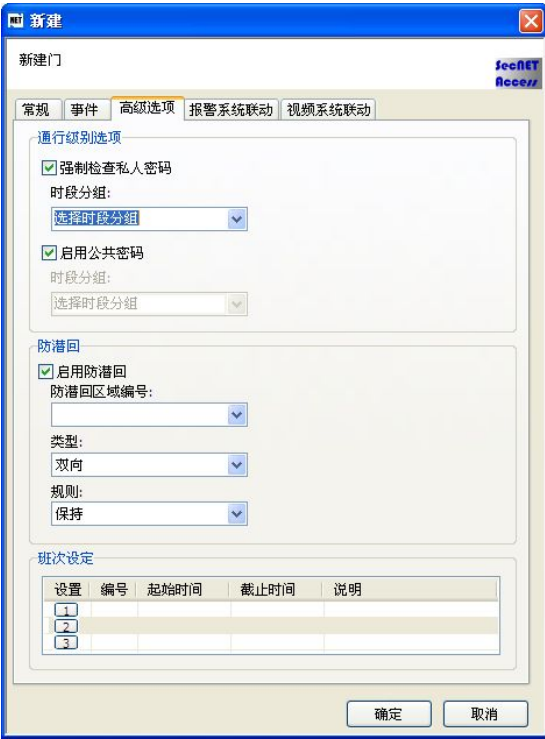 NET 新建
新建门
SecNET
Access
常规 事件 高级选项 报警系统联动 视频系统联动
通行级别选项
强制检查私人密码
时段分组:
选择时段分组
启用公共密码
时段分组:
选择时段分组
防潜回
启用防潜回
防潜回区域编号:
类型:
双向
规则:
保持
班次设定
设置 编号 起始时间 截止时间 说明
1
2
3
确定 取消